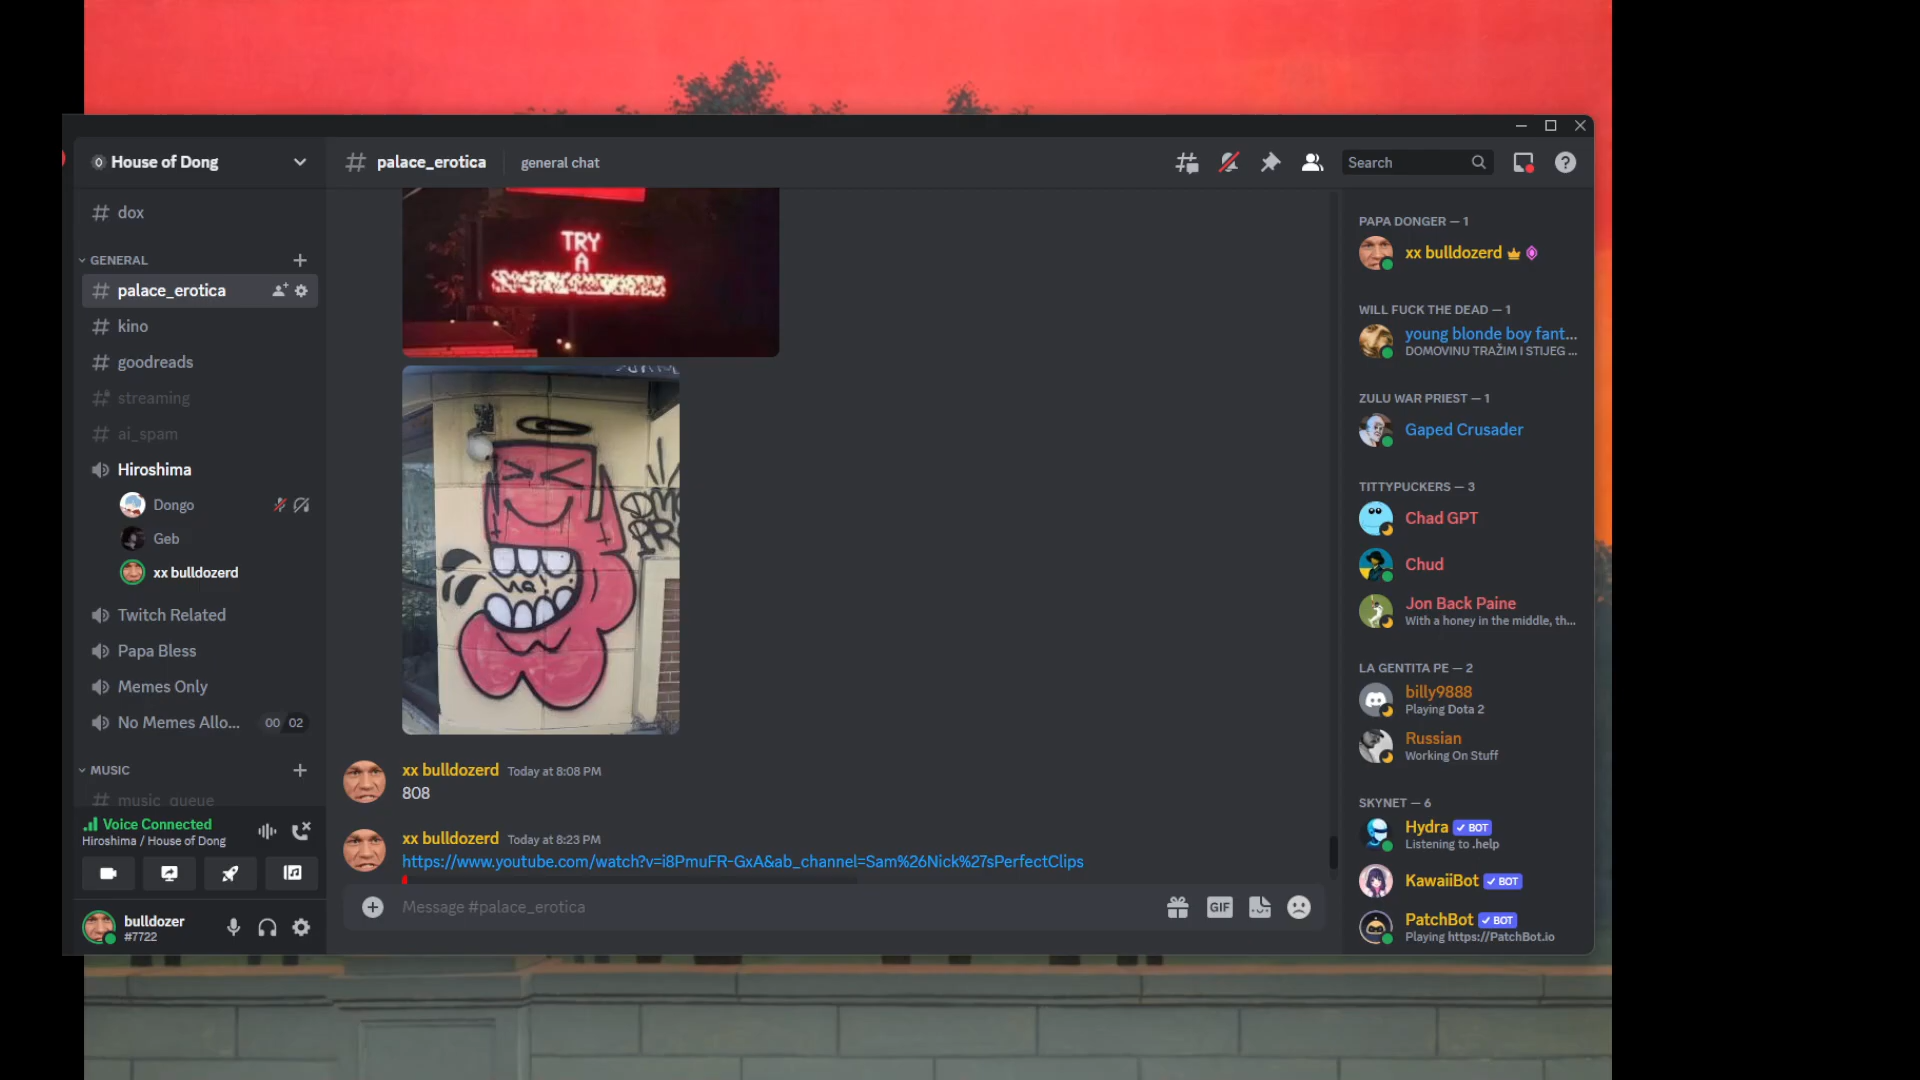 House of Dong
palace_erotica
general chat
Search
dox
GENERAL
palace_erotica
kino
goodreads
streaming
ai_spam
Hiroshima
Dongo
Geb
xx bulldozerd
Twitch Related
Papa Bless
Memes Only
No Memes Allo... 00 02
MUSIC
music_queue
Voice Connected
Hiroshima / House of Dong
bulldozer
#7722
TRY
A
ha!
xx bulldozerd Today at 8:08 PM
808
xx bulldozerd Today at 8:23 PM
https://www.youtube.com/watch?v=i8PmuFR-GxA&ab_channel=Sam%26Nick%27sPerfectClips
Message #palace_erotica
GIF
PAPA DONGER — 1
xx bulldozerd
WILL FUCK THE DEAD — 1
young blonde boy fant...
DOMOVINU TRAŽIM I STIJEG ...
ZULU WAR PRIEST — 1
Gaped Crusader
TITTYPUCKERS — 3
Chad GPT
Chud
Jon Back Paine
With a honey in the middle, th...
LA GENTITA PE — 2
billy9888
Playing Dota 2
Russian
Working On Stuff
SKYNET — 6
Hydra BOT
Listening to .help
KawaiiBot BOT
PatchBot BOT
Playing https://PatchBot.io